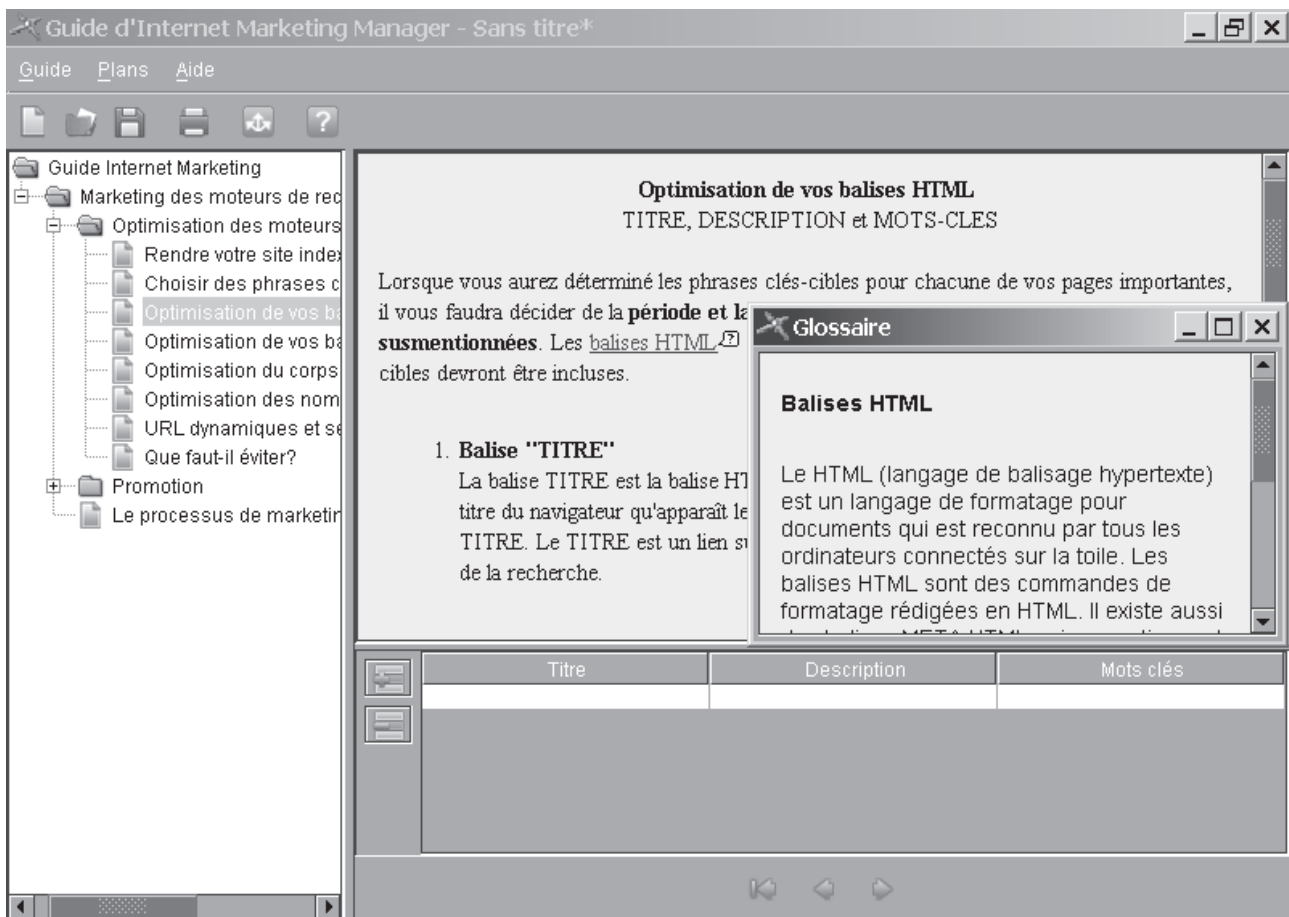 Guide d'Internet Marketing Manager - Sans titre*
Guide Plans Aide
Guide Internet Marketing
Marketing des moteurs de rec
Optimisation des moteurs
Rendre votre site index
Choisir des phrases c
Optimisation de vos ba
Optimisation de vos ba
Optimisation du corps
Optimisation des nom
URL dynamiques et se
Que faut-il éviter?
Promotion
Le processus de marketin
Optimisation de vos balises HTML
TITRE, DESCRIPTION et MOTS-CLES
Lorsque vous aurez déterminé les phrases clés-cibles pour chacune de vos pages importantes,
il vous faudra décider de la période et la
susmentionnées. Les balises HTML
cibles devront être incluses.
1. Balise "TITRE"
La balise TITRE est la balise HT
titre du navigateur qu'apparaît le
TITRE. Le TITRE est un lien su
de la recherche.
Glossaire
Balises HTML
Le HTML (langage de balisage hypertexte)
est un langage de formatage pour
documents qui est reconnu par tous les
ordinateurs connectés sur la toile. Les
balises HTML sont des commandes de
formatage rédigées en HTML. Il existe aussi
Titre Description Mots clés